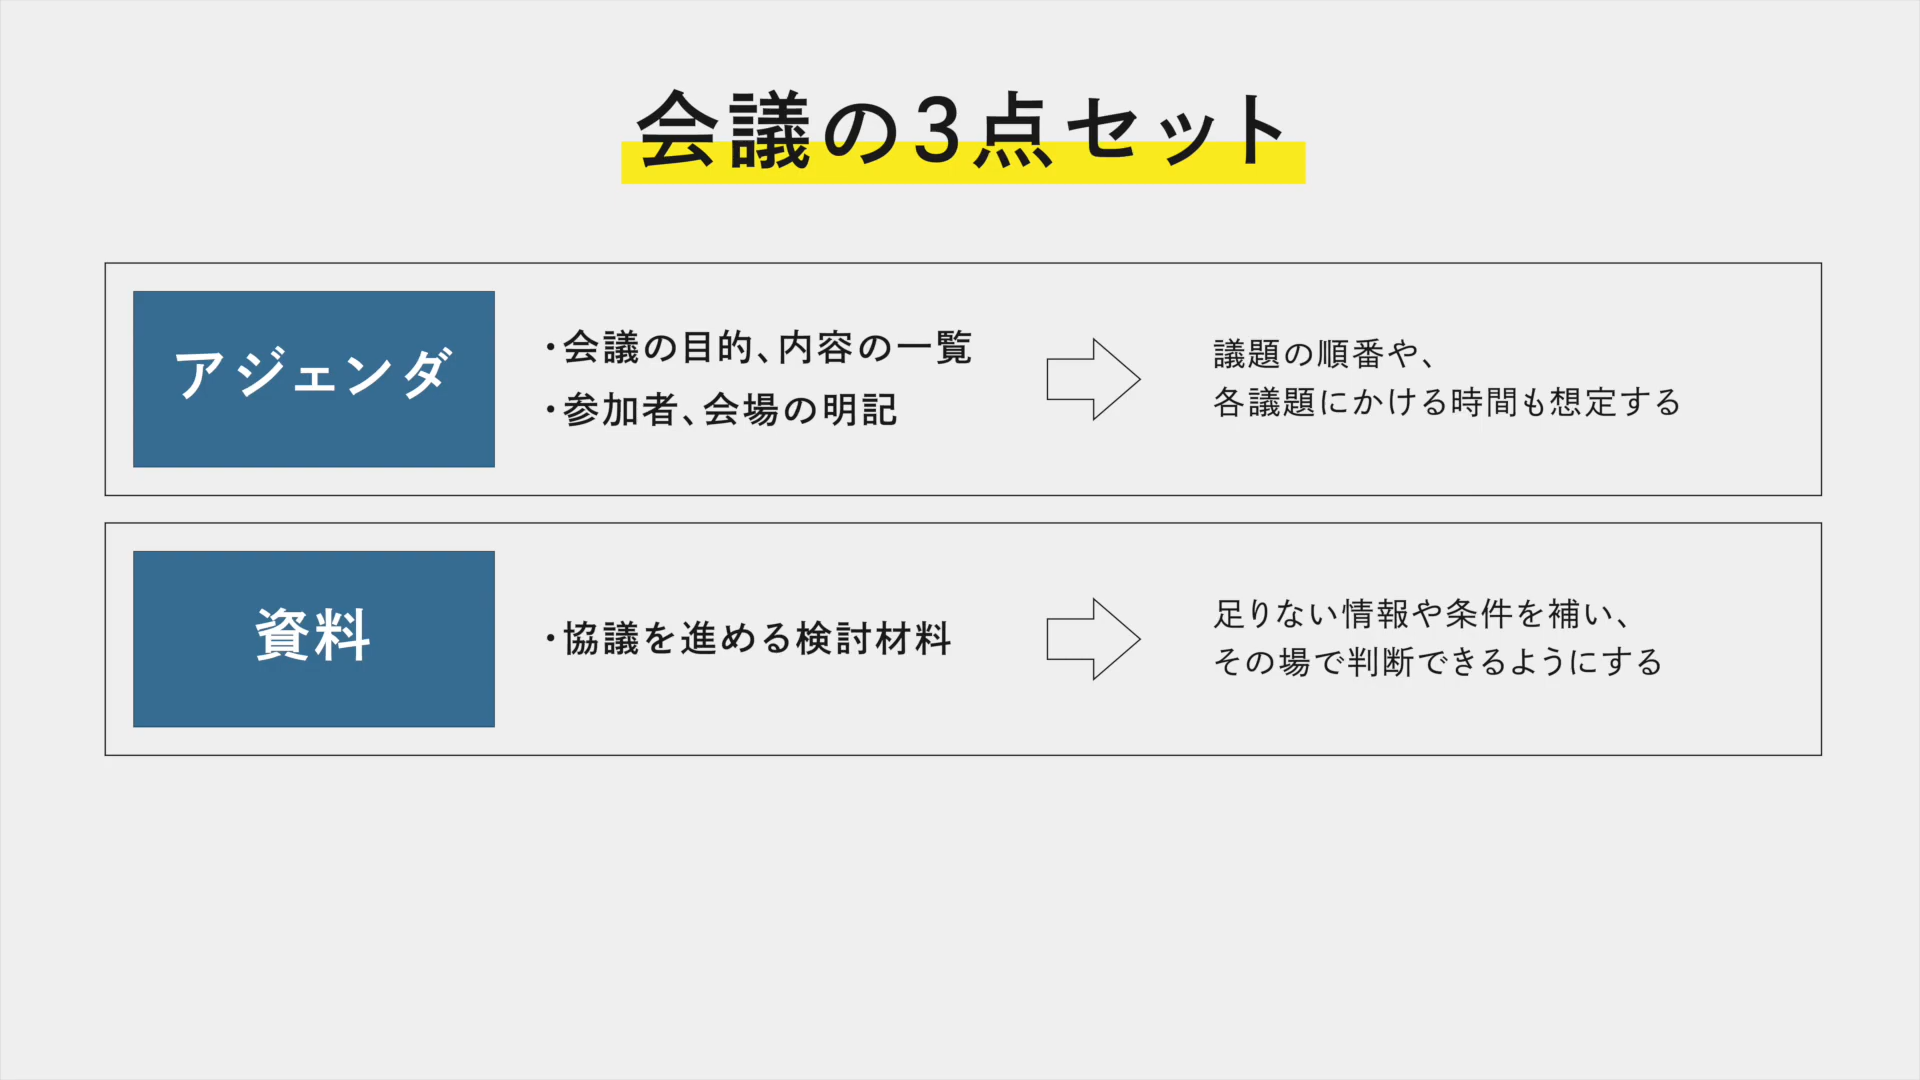 会議の3点セット
アジェンダ
・会議の目的、内容の一覧
・参加者、会場の明記
議題の順番や、
各議題にかける時間も想定する
資料
・協議を進める検討材料
足りない情報や条件を補い、
その場で判断できるようにする